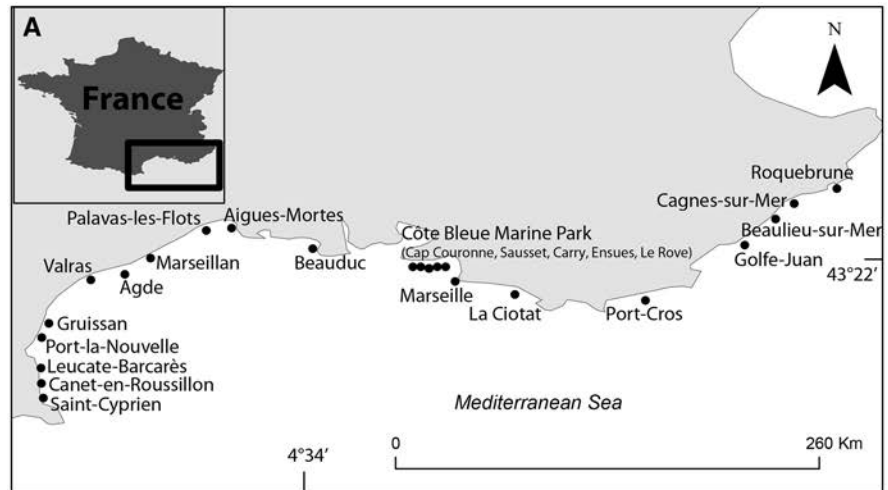 A
France
N
Roquebrune
Cagnes-sur-Mer
Beaulieu-sur-Mer
Golfe-Juan
43°22'
Palavas-les-Flots
Aigues-Mortes
Côte Bleue Marine Park
(Cap Couronne, Sausset, Carry, Ensues, Le Rove)
Beauduc
Marseillan
Valras
Agde
Marseille
La Ciotat
Port-Cros
Gruissan
Port-la-Nouvelle
Leucate-Barcarès
Canet-en-Roussillon
Saint-Cyprien
Mediterranean Sea
4°34'
0
260 Km